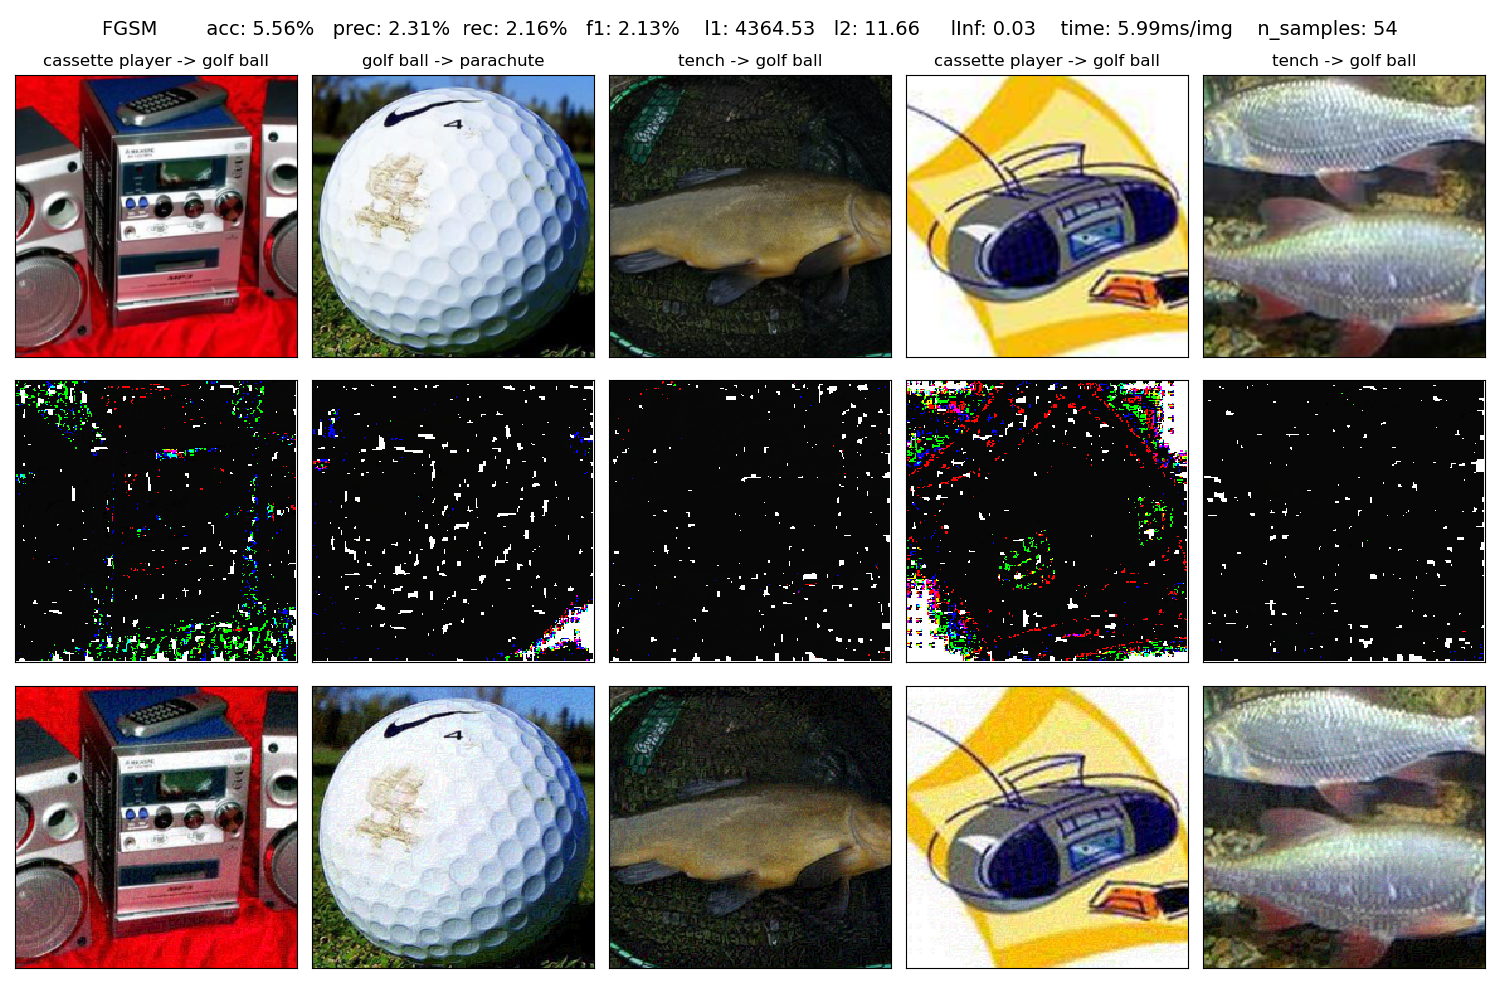 FGSM acc: 5.56% prec: 2.31% rec: 2.16% f1: 2.13% l1: 4364.53 l2: 11.66 lInf: 0.03 time: 5.99ms/img n_samples: 54
cassette player -> golf ball golf ball -> parachute tench -> golf ball cassette player -> golf ball tench -> golf ball
4
4